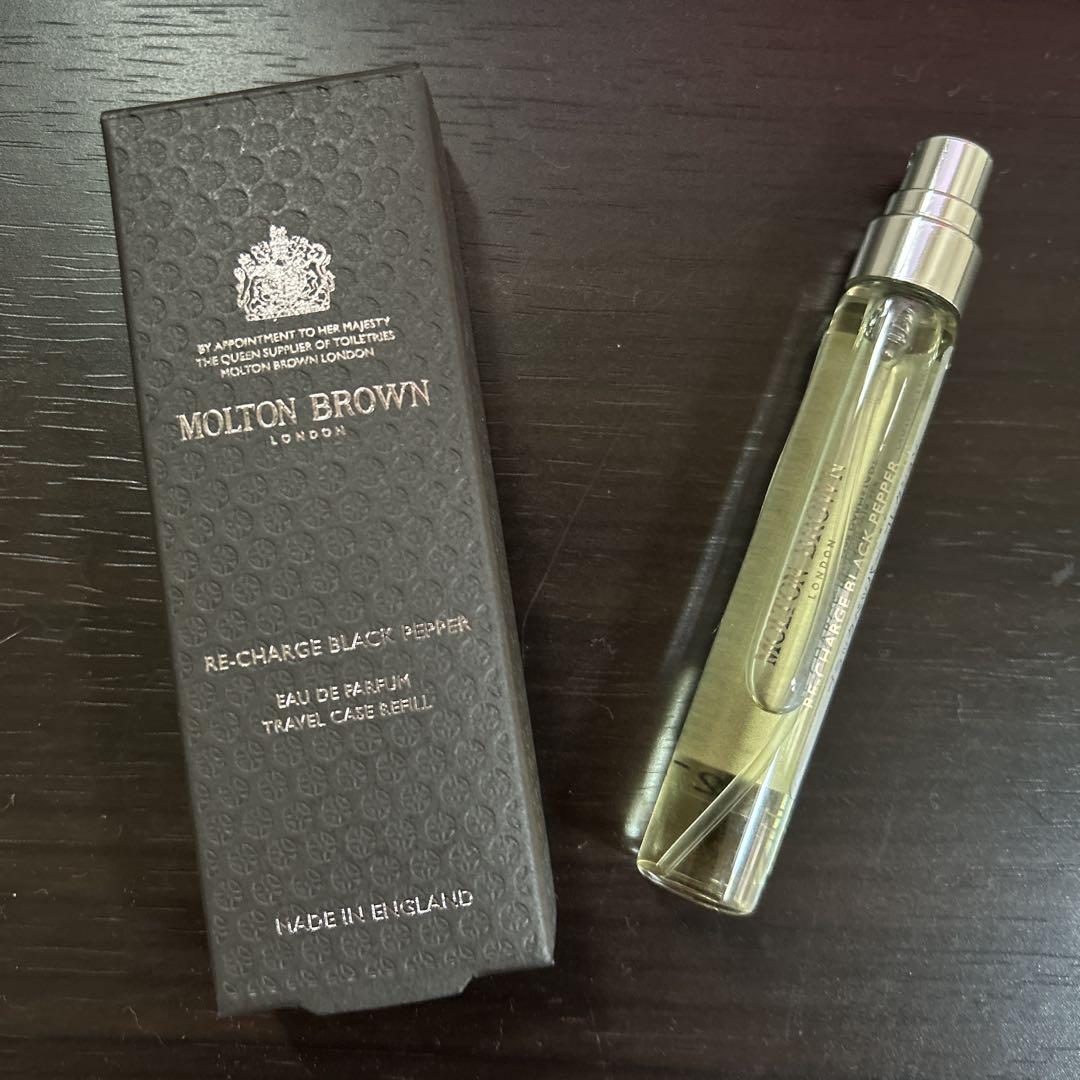 BY APPOINTMENT TO HER MAJESTY
THE QUEEN SUPPLIER OF TOILETRIES
MOLTON BROWN LONDON
MOLTON BROWN
LONDON
RE-CHARGE BLACK PEPPER
EAU DE PARFUM
TRAVEL CASE REFILL
MADE IN ENGLAND
MOLTON BROWN
LONDON
RE-CHARGE BLACK PEPPER